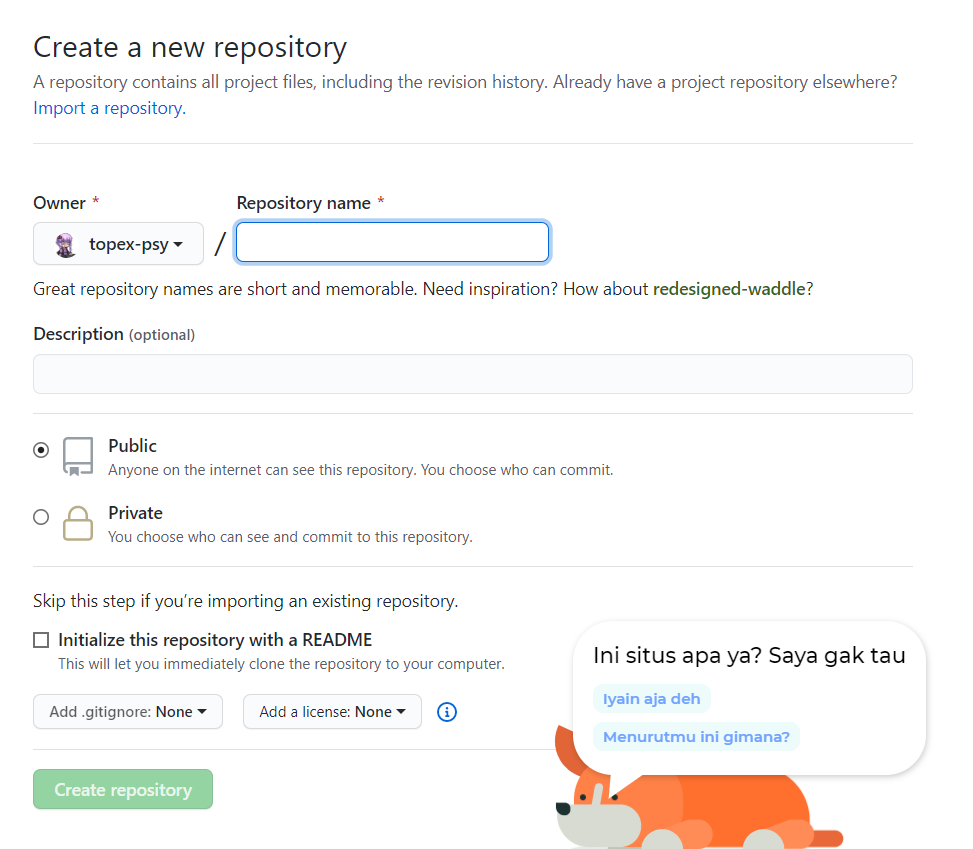 Create a new repository
A repository contains all project files, including the revision history. Already have a project repository elsewhere?
Import a repository.
Owner * Repository name *
topex-psy /
Great repository names are short and memorable. Need inspiration? How about redesigned-waddle?
Description (optional)
Public
Anyone on the internet can see this repository. You choose who can commit.
Private
You choose who can see and commit to this repository.
Skip this step if you’re importing an existing repository.
Initialize this repository with a README
This will let you immediately clone the repository to your computer.
Add .gitignore: None Add a license: None
Create repository
Ini situs apa ya? Saya gak tau
Iyain aja deh
Menurutmu ini gimana?